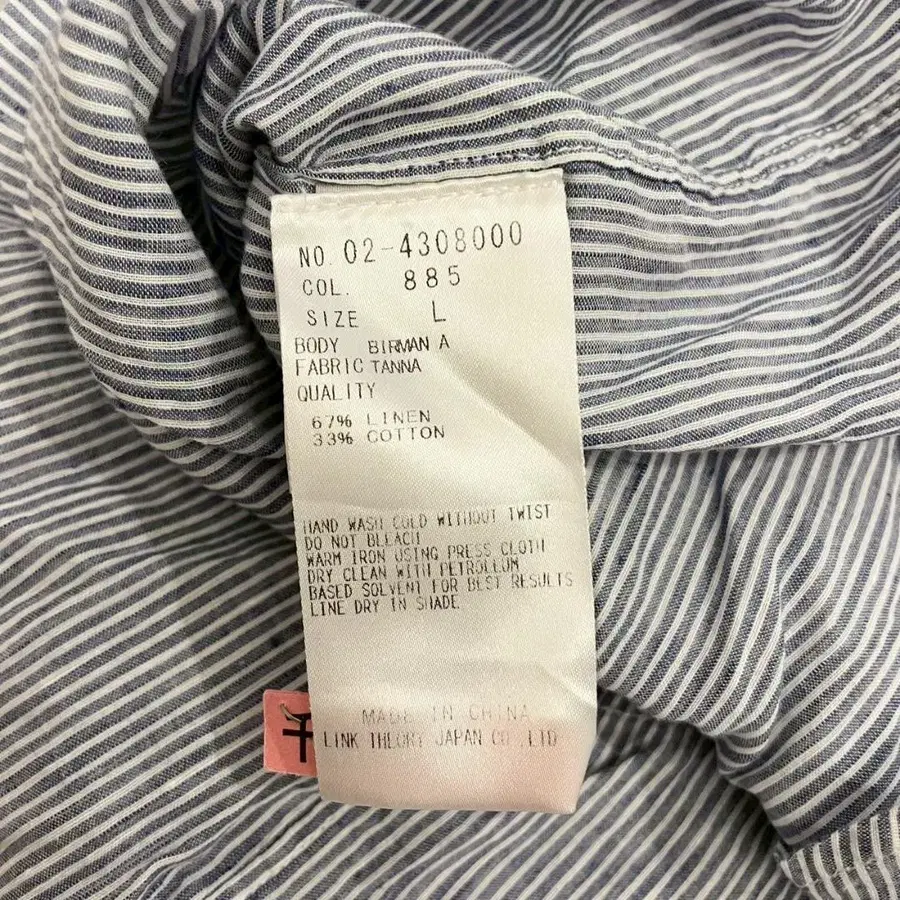 NO. 02-4308000
COL. 885
SIZE L
BODY BIRMAN A
FABRIC TANNA
QUALITY
67% LINEN
33% COTTON
HAND WASH COLD WITHOUT TWIST
DO NOT BLEACH
WARM IRON USING PRESS CLOTH
DRY CLEAN WITH PETROLEUM
BASED SOLVENT FOR BEST RESULTS
LINE DRY IN SHADE
MADE IN CHINA
LINK THEORY JAPAN CO.,LTD